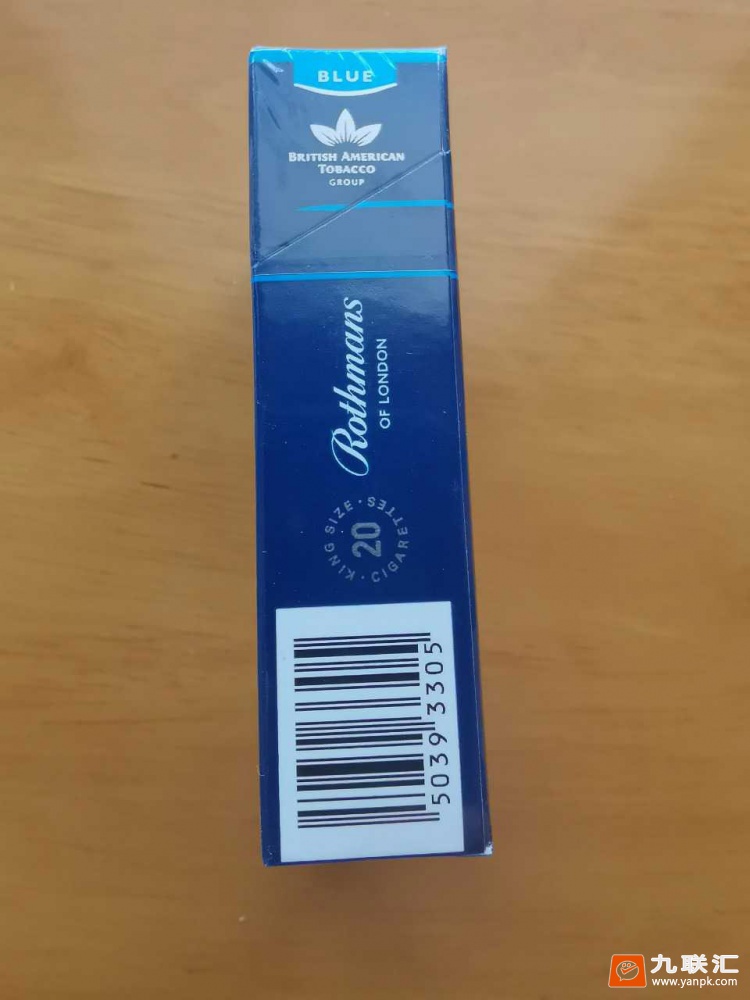 BLUE
BRITISH AMERICAN
TOBACCO
GROUP
Rothmans
OF LONDON
KING SIZE · CIGARETTES ·
20
5039 3305
九联汇
www.yanpk.com